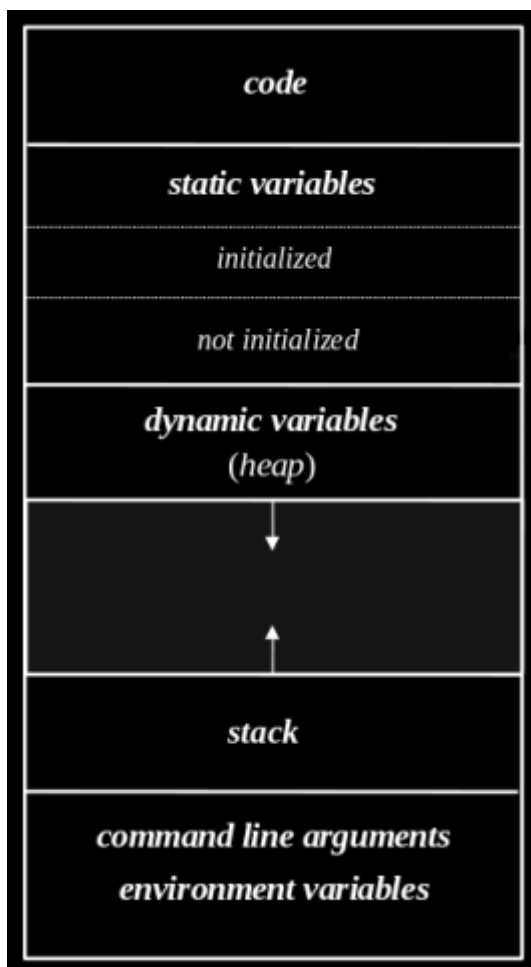 code
static variables
initialized
not initialized
dynamic variables
(heap)
stack
command line arguments
environment variables